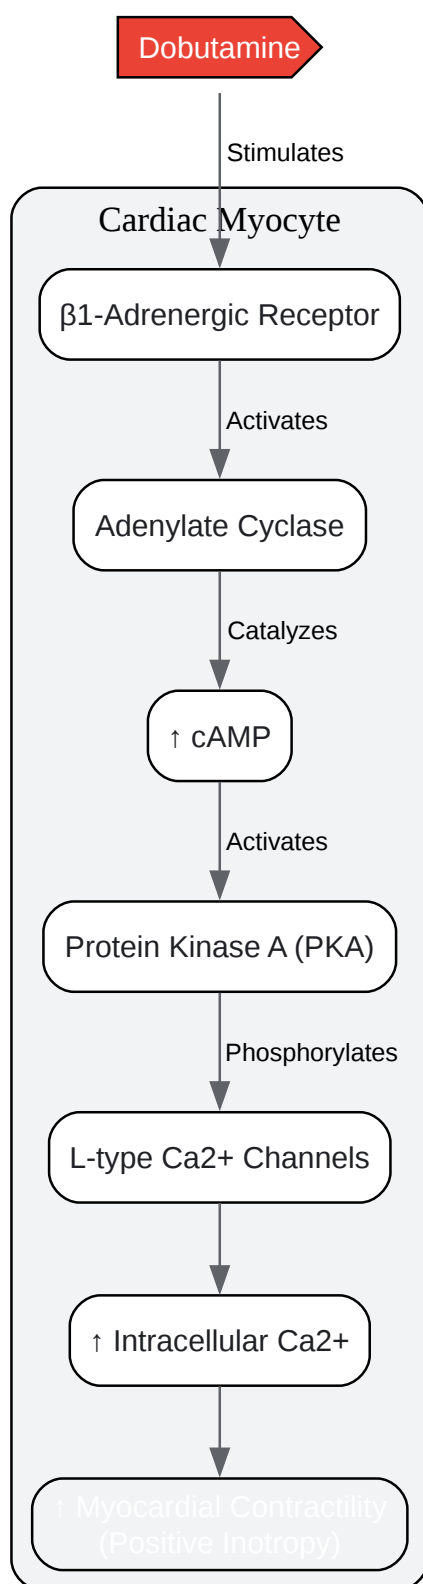 Dobutamine
Stimulates
Cardiac Myocyte
β1-Adrenergic Receptor
Activates
Adenylate Cyclase
Catalyzes
↑ cAMP
Activates
Protein Kinase A (PKA)
Phosphorylates
L-type Ca2+ Channels
↑ Intracellular Ca2+
↑ Myocardial Contractility
(Positive Inotropy)